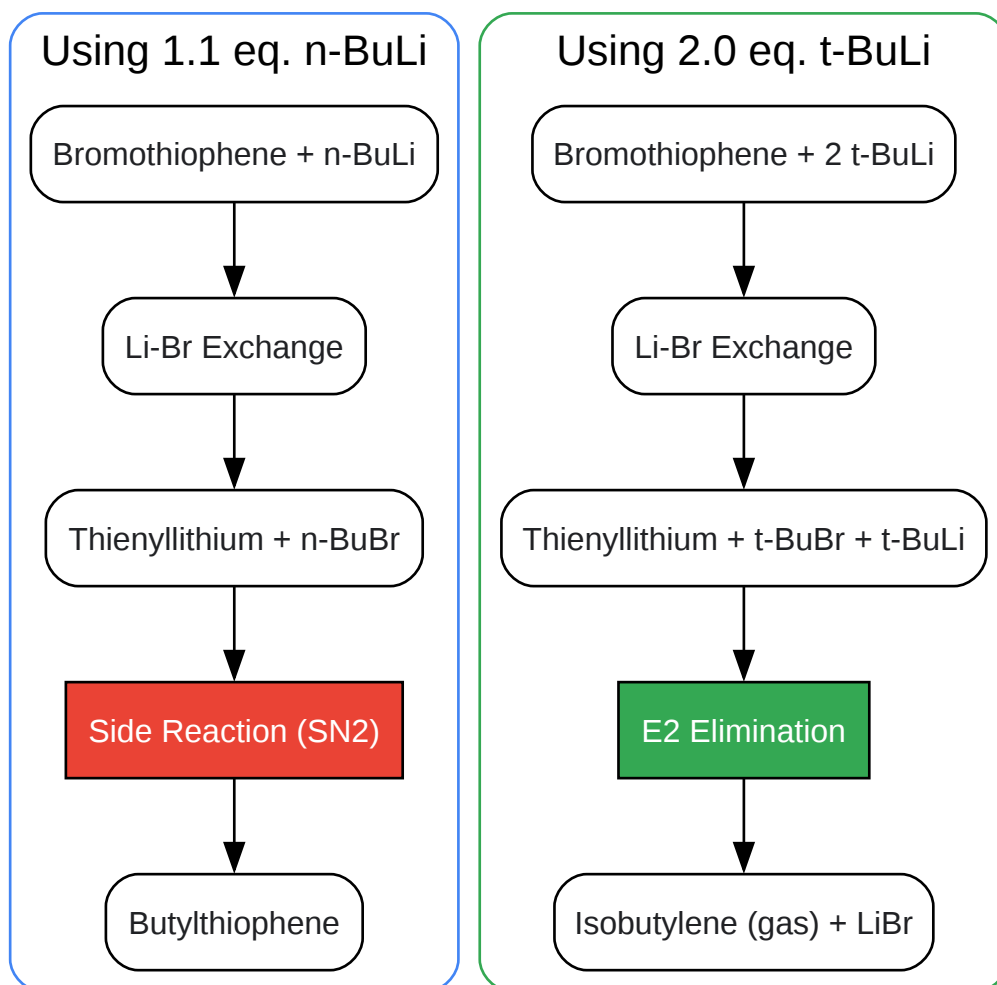 Using 1.1 eq. n-BuLi
Bromothiophene + n-BuLi
Li-Br Exchange
Thienyllithium + n-BuBr
Side Reaction (SN2)
Butylthiophene
Using 2.0 eq. t-BuLi
Bromothiophene + 2 t-BuLi
Li-Br Exchange
Thienyllithium + t-BuBr + t-BuLi
E2 Elimination
Isobutylene (gas) + LiBr